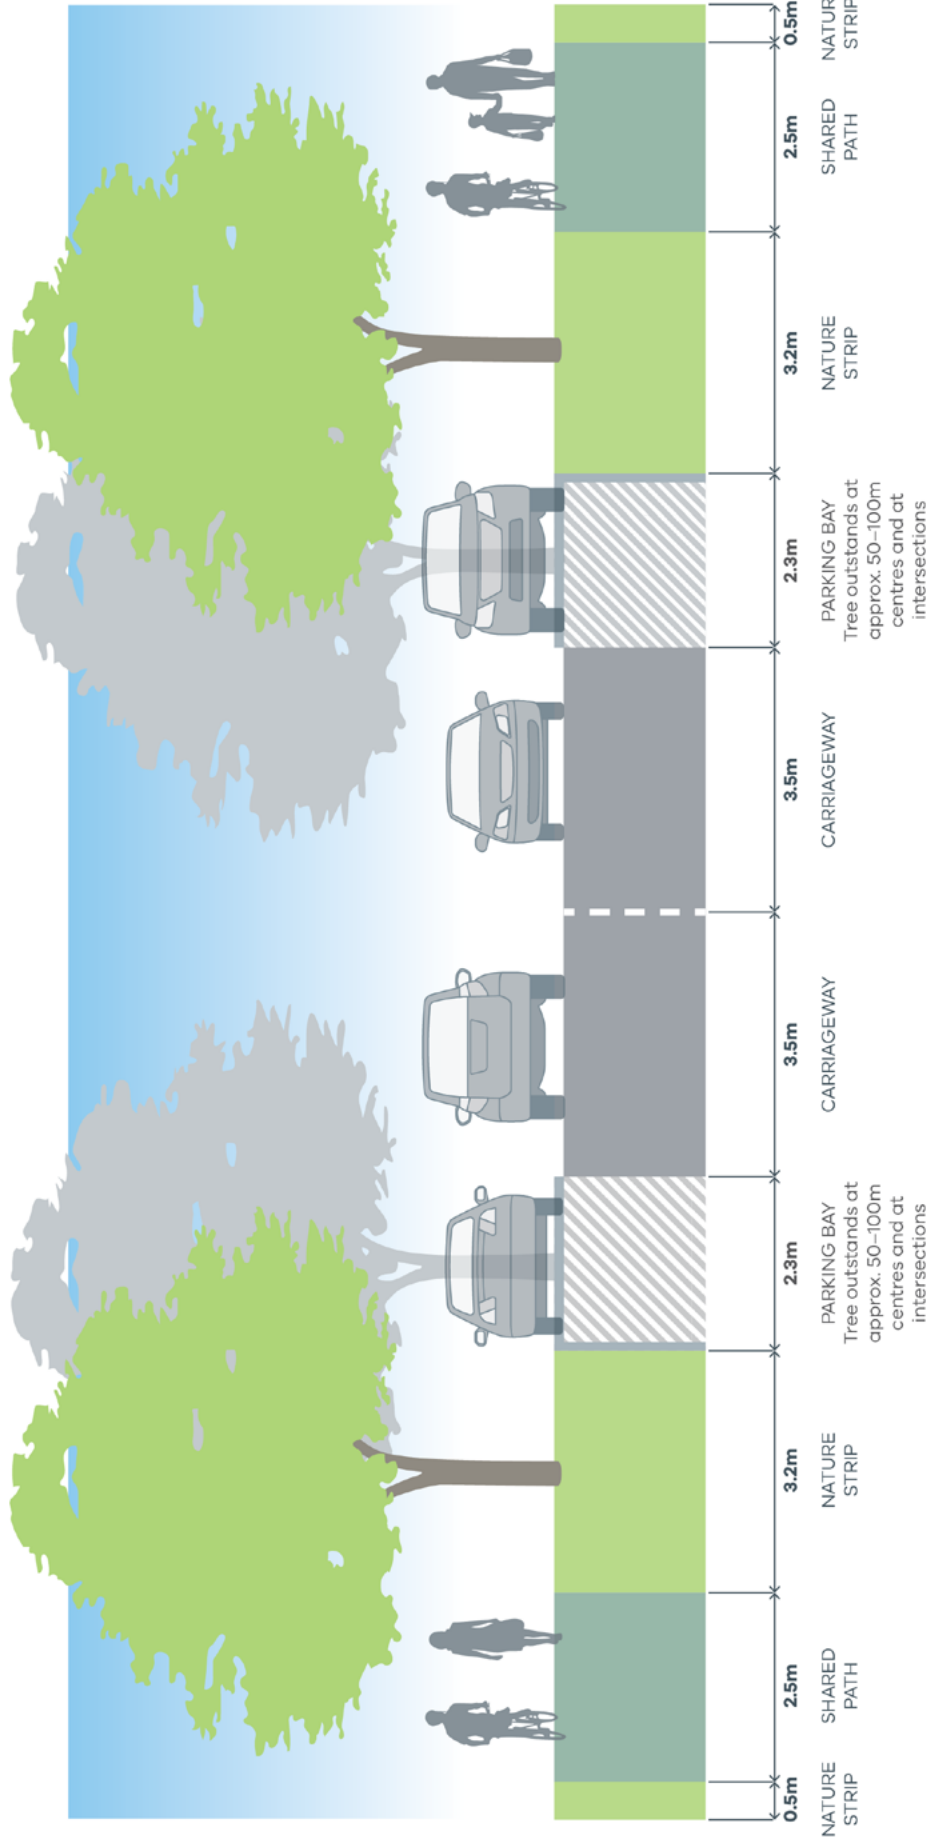 0.5m
NATURE
STRIP
2.5m
SHARED
PATH
3.2m
NATURE
STRIP
2.3m
PARKING BAY
Tree outstands at
approx. 50–100m
centres and at
intersections
3.5m
CARRIAGEWAY
3.5m
CARRIAGEWAY
2.3m
PARKING BAY
Tree outstands at
approx. 50–100m
centres and at
intersections
3.2m
NATURE
STRIP
2.5m
SHARED
PATH
0.5m
NATUR
STRIP